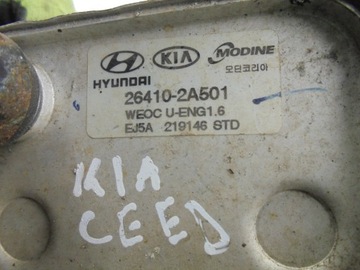 HYUNDAI KIA MODINE
모딘코리아
26410-2A501
WEOC U-ENG1.6
EJ5A 219146 STD
KIA
CEED